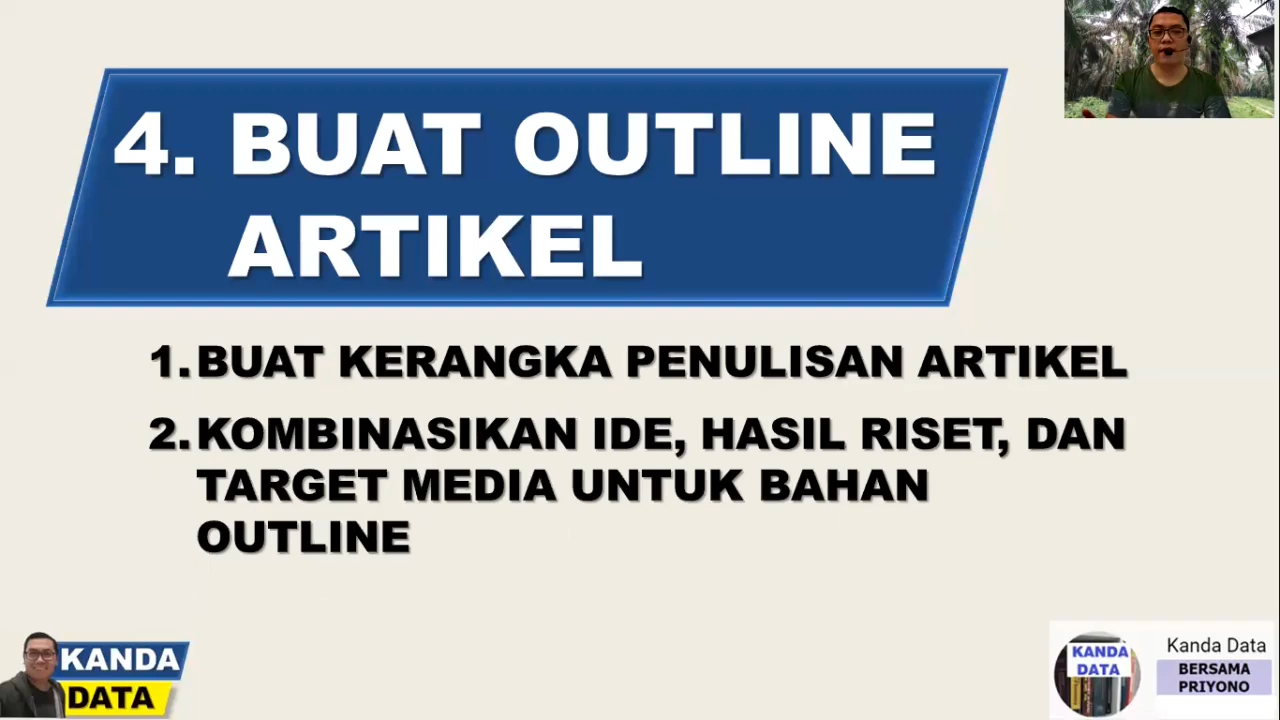 4. BUAT OUTLINE
ARTIKEL
1. BUAT KERANGKA PENULISAN ARTIKEL
2. KOMBINASIKAN IDE, HASIL RISET, DAN
TARGET MEDIA UNTUK BAHAN
OUTLINE
KANDA
DATA
KANDA
DATA
Kanda Data
BERSAMA
PRIYONO